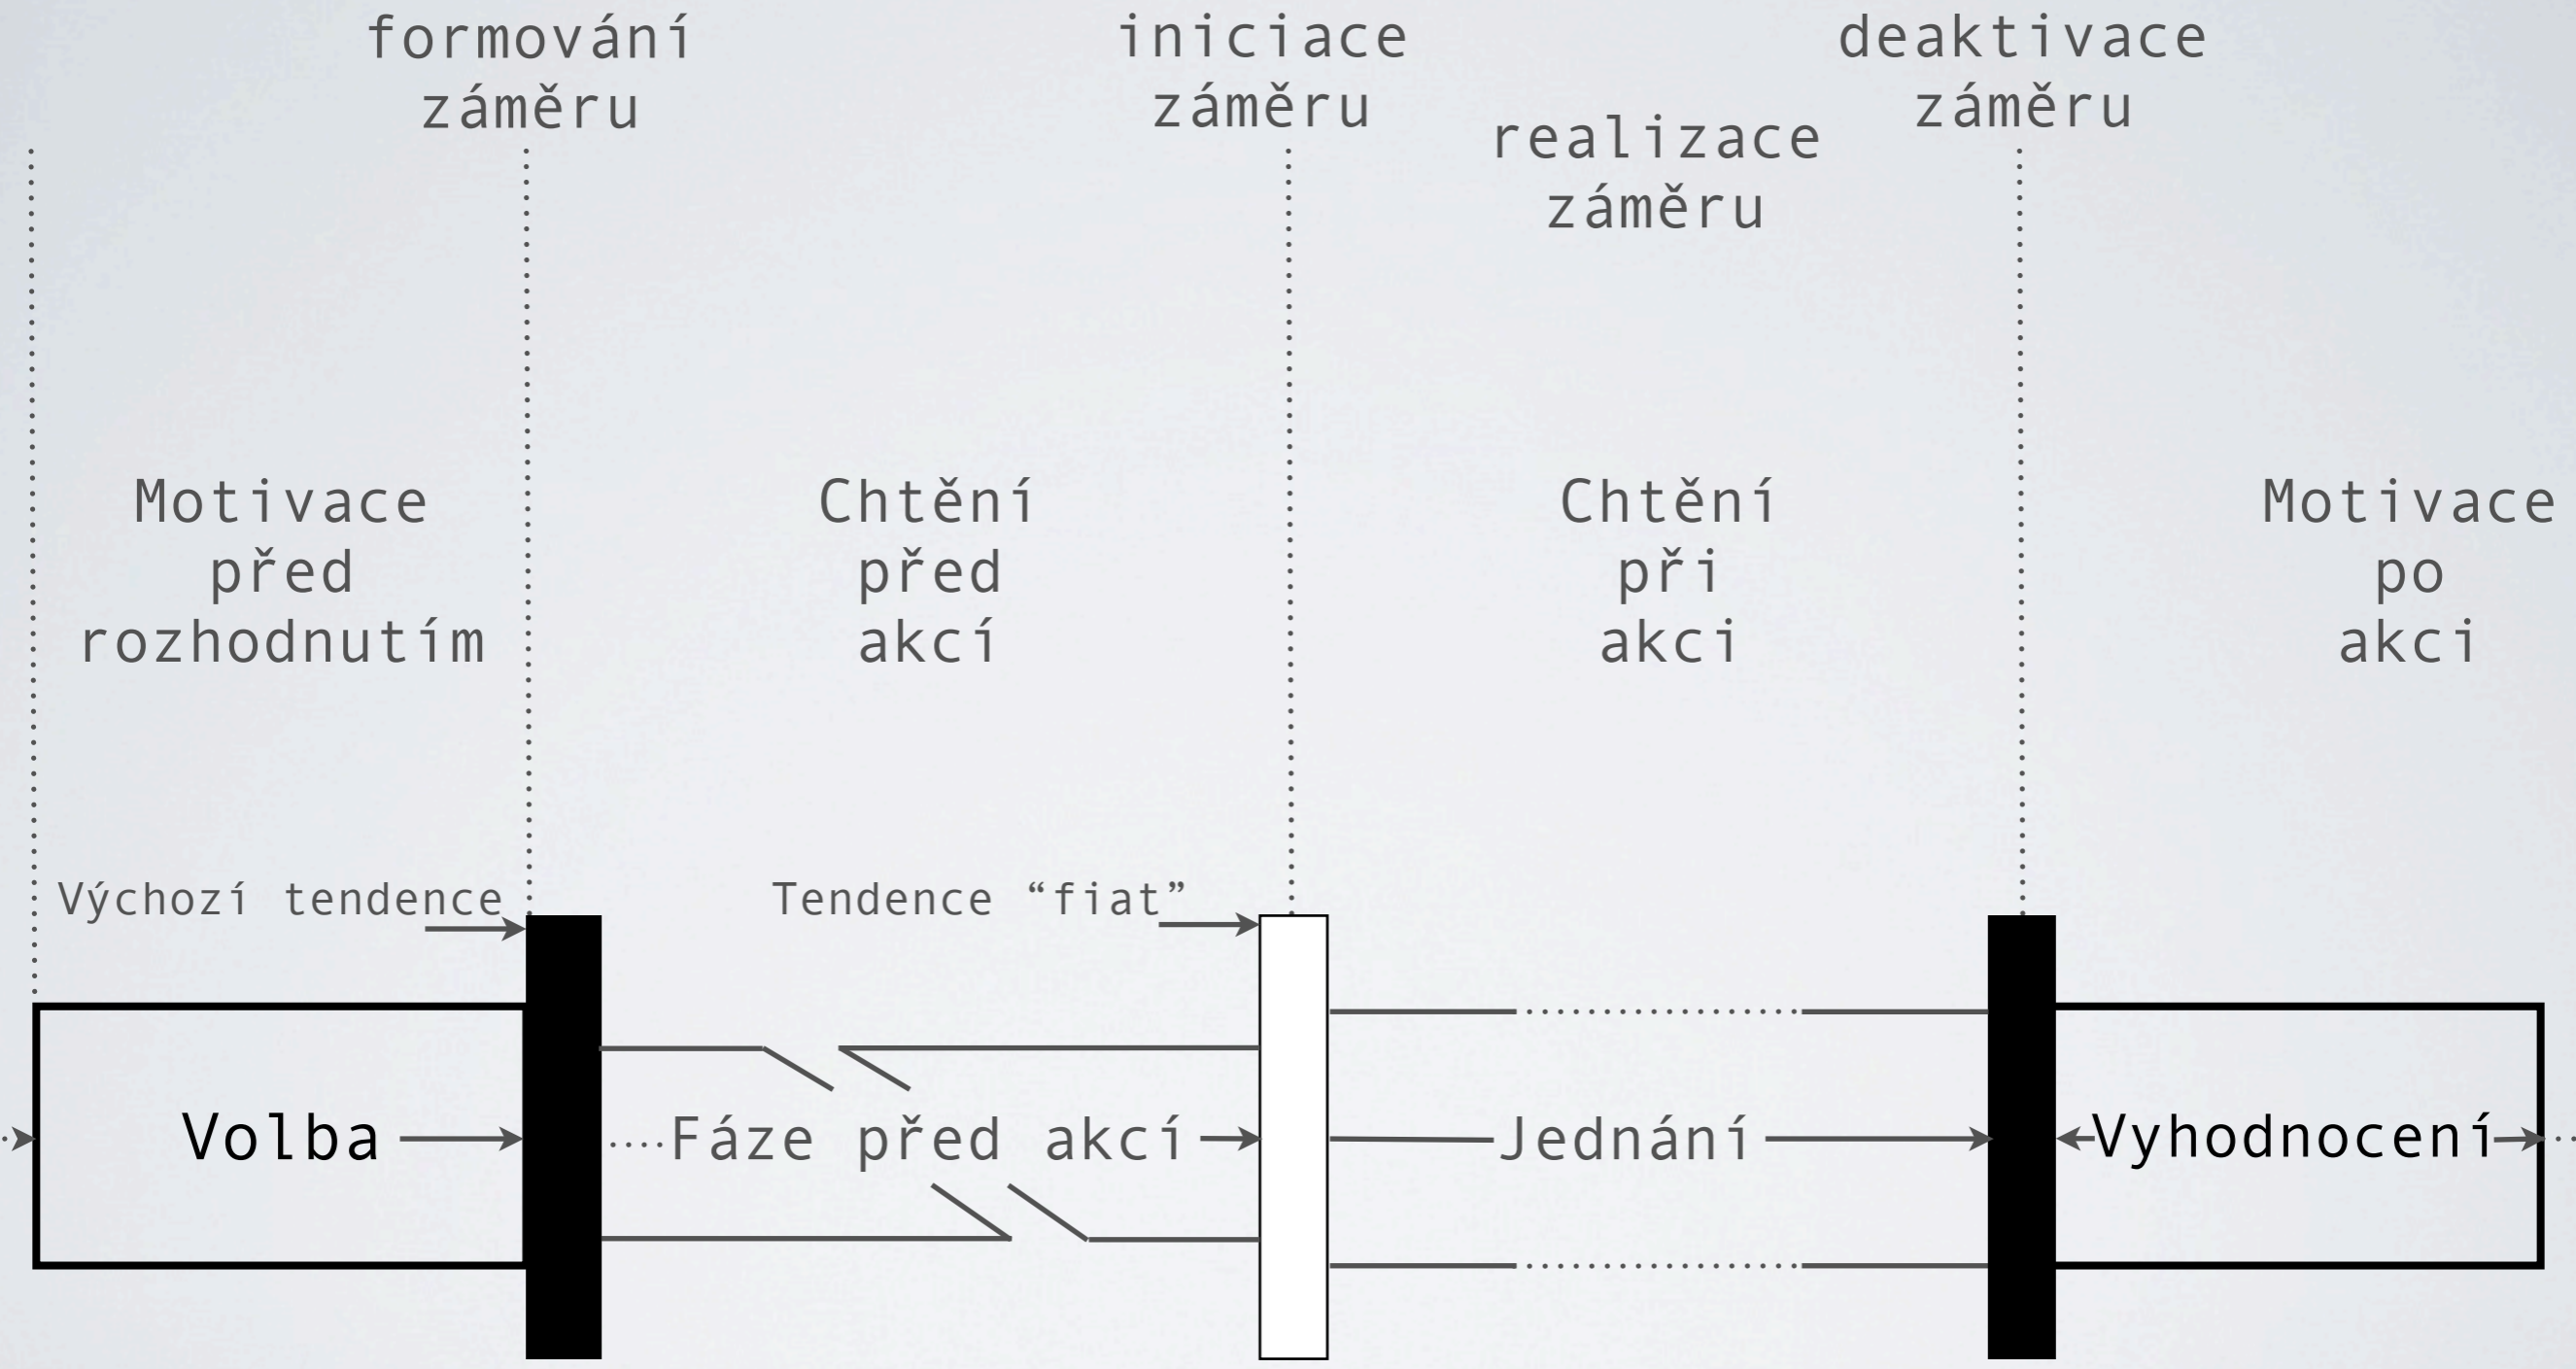 formování
záměru
iniciace
záměru
realizace
záměru
deaktivace
záměru
Motivace
před
rozhodnutím
Chtění
před
akcí
Chtění
při
akci
Motivace
po
akci
Výchozí tendence
Tendence “fiat”
Volba
Fáze před akcí
Jednání
Vyhodnocení